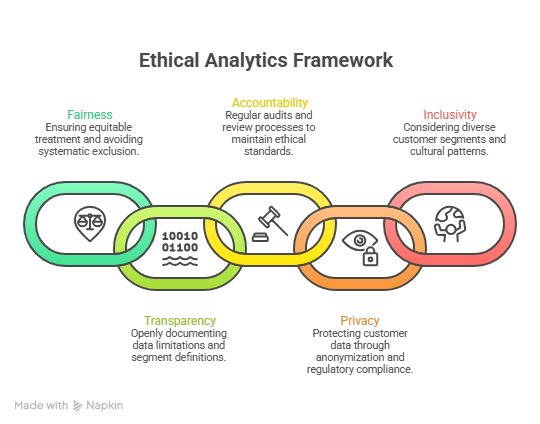 Ethical Analytics Framework
Fairness
Ensuring equitable
treatment and avoiding
systematic exclusion.
Accountability
Regular audits and
review processes to
maintain ethical
standards.
Inclusivity
Considering diverse
customer segments and
cultural patterns.
10010
01100
Transparency
Openly documenting
data limitations and
segment definitions.
Privacy
Protecting customer
data through
anonymization and
regulatory compliance.
Made with Napkin